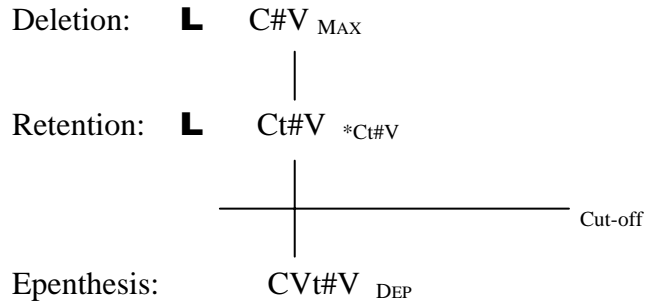 Deletion: L C#V MAX
Retention: L Ct#V *Ct#V
Cut-off
Epenthesis: CVt#V DEP